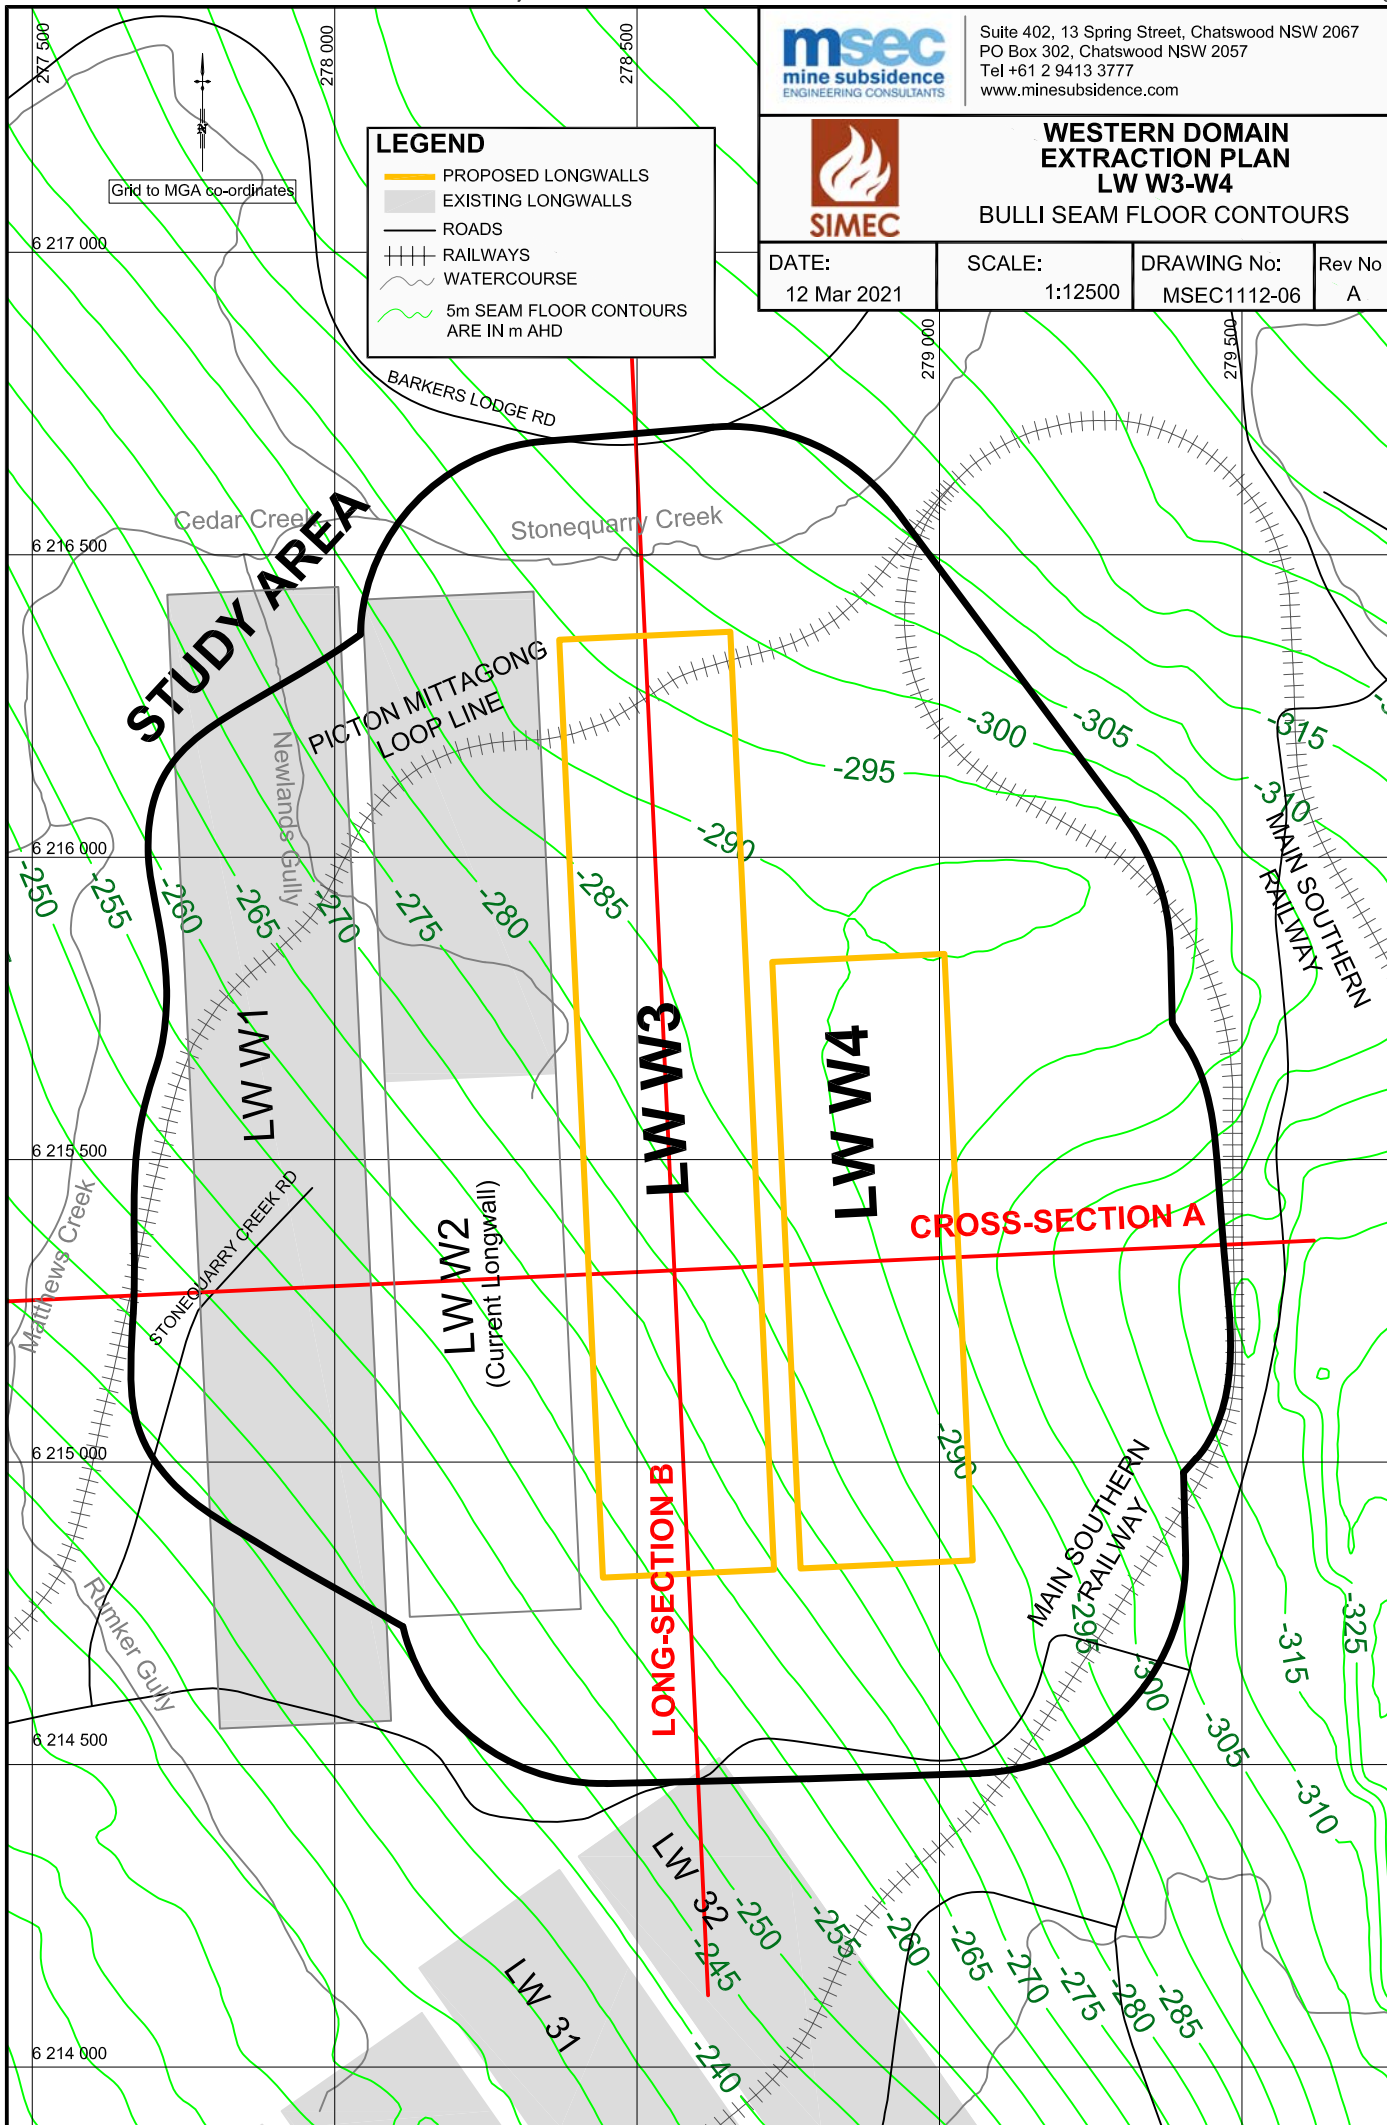 277 500
278 000
278 500
msec
mine subsidence
ENGINEERING CONSULTANTS
Suite 402, 13 Spring Street, Chatswood NSW 2067
PO Box 302, Chatswood NSW 2057
Tel +61 2 9413 3777
www.minesubsidence.com
SIMEC
WESTERN DOMAIN
EXTRACTION PLAN
LW W3-W4
BULLI SEAM FLOOR CONTOURS
DATE:
12 Mar 2021
SCALE:
1:12500
DRAWING No:
MSEC1112-06
Rev No
A
Grid to MGA co-ordinates
LEGEND
PROPOSED LONGWALLS
EXISTING LONGWALLS
ROADS
RAILWAYS
WATERCOURSE
5m SEAM FLOOR CONTOURS
ARE IN m AHD
6 217 000
279 000
279 500
BARKERS LODGE RD
STUDY AREA
Cedar Creek
Stonequarry Creek
6 216 500
PICTON MITTAGONG
LOOP LINE
Newlands Gully
-300
-305
-315
-295
-310
-290
6 216 000
MAIN SOUTHERN
RAILWAY
-250
-255
-260
-265
-270
-275
-280
-285
LW W1
LW W3
LW W4
6 215 500
Matthews Creek
STONEQUARRY CREEK RD
LW W2
(Current Longwall)
CROSS-SECTION A
6 215 000
-290
LONG-SECTION B
MAIN SOUTHERN
RAILWAY
Rumker Gully
-295
-300
-315
-325
-305
-310
6 214 500
LW 32
LW 31
-245
-250
-255
-260
-265
-270
-275
-280
-285
-240
6 214 000